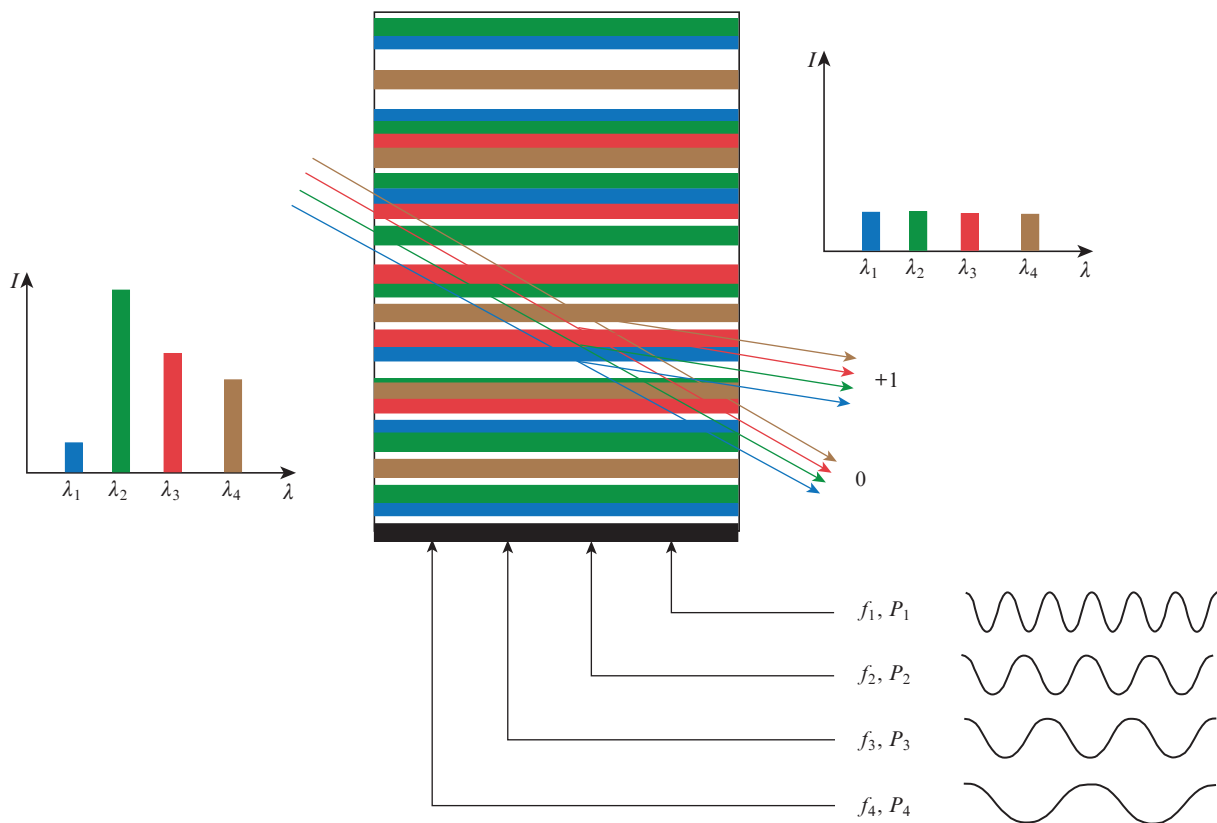 I
λ₁ λ₂ λ₃ λ₄ λ
I
λ₁ λ₂ λ₃ λ₄ λ
+1
0
f₁, P₁
f₂, P₂
f₃, P₃
f₄, P₄